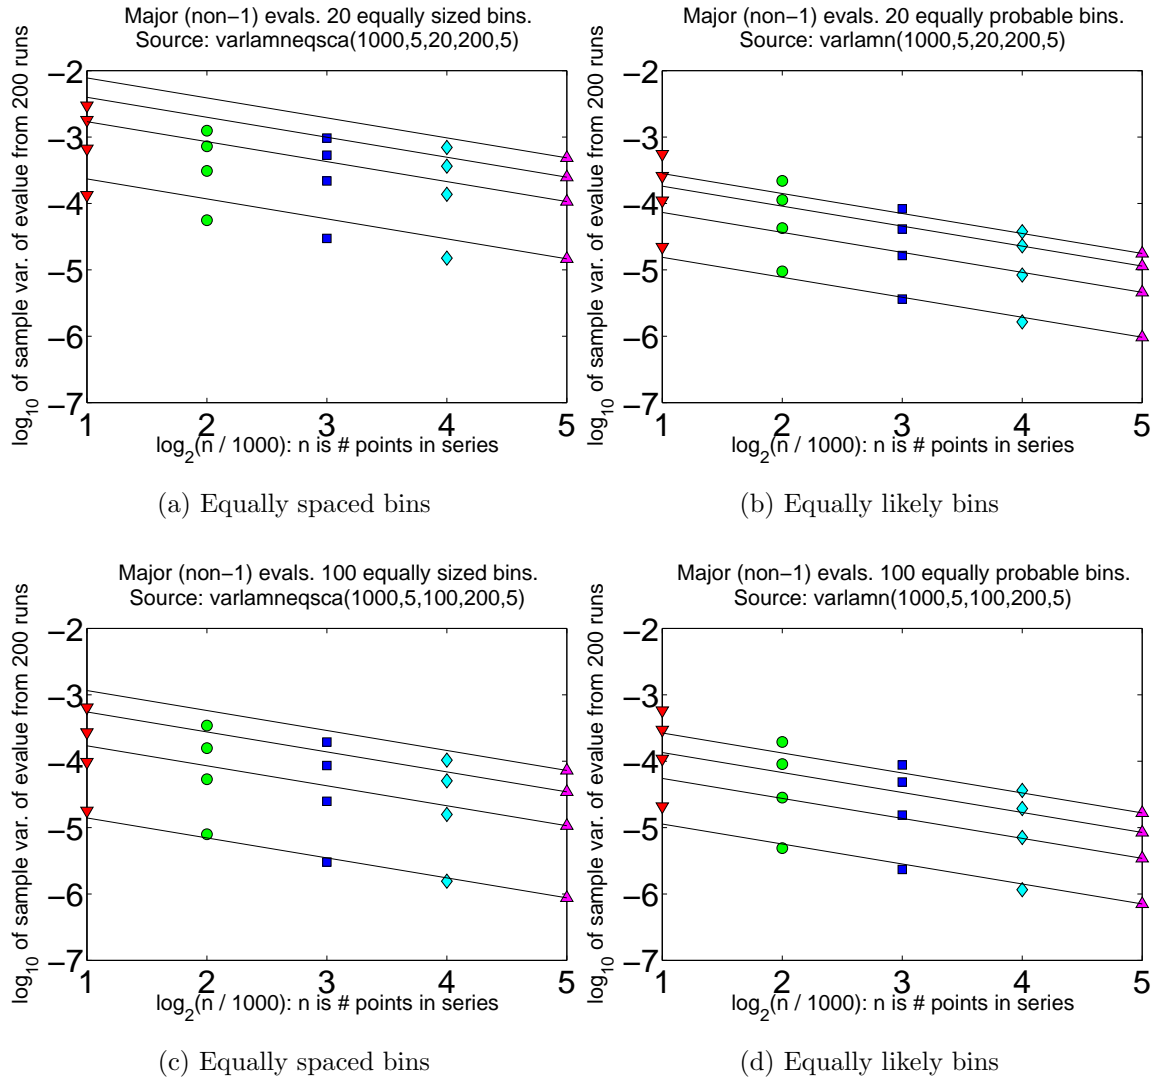 Major (non−1) evals. 20 equally sized bins.
Source: varlamneqsca(1000,5,20,200,5)
log10 of sample var. of evalue from 200 runs
−2
−3
−4
−5
−6
−7
1 2 3 4 5
log2(n / 1000): n is # points in series
(a) Equally spaced bins
Major (non−1) evals. 20 equally probable bins.
Source: varlamn(1000,5,20,200,5)
log10 of sample var. of evalue from 200 runs
−2
−3
−4
−5
−6
−7
1 2 3 4 5
log2(n / 1000): n is # points in series
(b) Equally likely bins
Major (non−1) evals. 100 equally sized bins.
Source: varlamneqsca(1000,5,100,200,5)
log10 of sample var. of evalue from 200 runs
−2
−3
−4
−5
−6
−7
1 2 3 4 5
log2(n / 1000): n is # points in series
(c) Equally spaced bins
Major (non−1) evals. 100 equally probable bins.
Source: varlamn(1000,5,100,200,5)
log10 of sample var. of evalue from 200 runs
−2
−3
−4
−5
−6
−7
1 2 3 4 5
log2(n / 1000): n is # points in series
(d) Equally likely bins